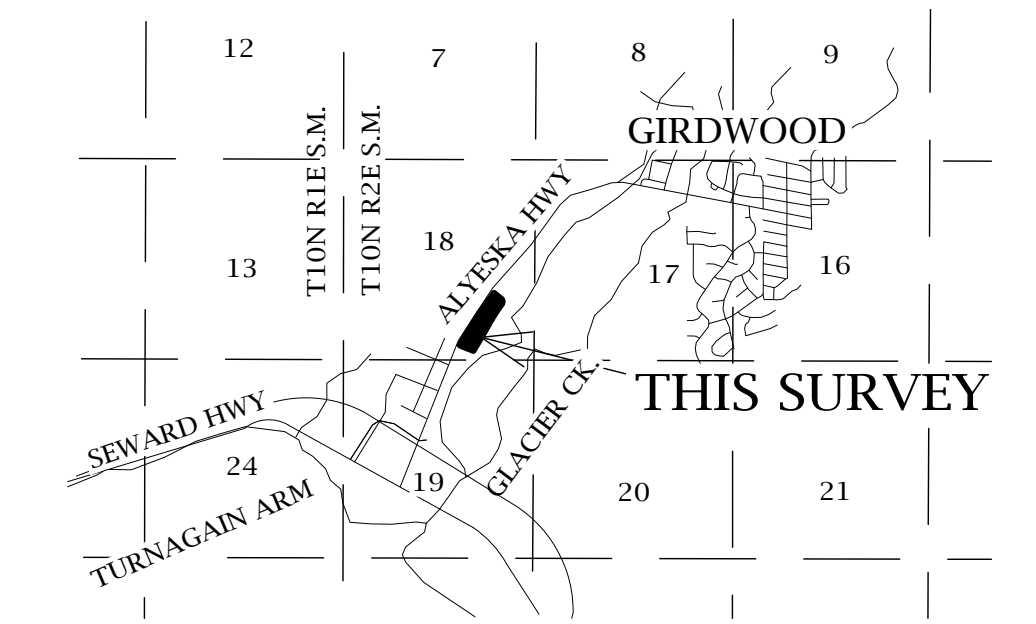 12
7
8
9
GIRDWOOD
T10N R1E S.M.
T10N R2E S.M.
ALYESKA HWY
18
13
17
16
THIS SURVEY
SEWARD HWY
GLACIER CK.
24
19
20
21
TURNAGAIN ARM